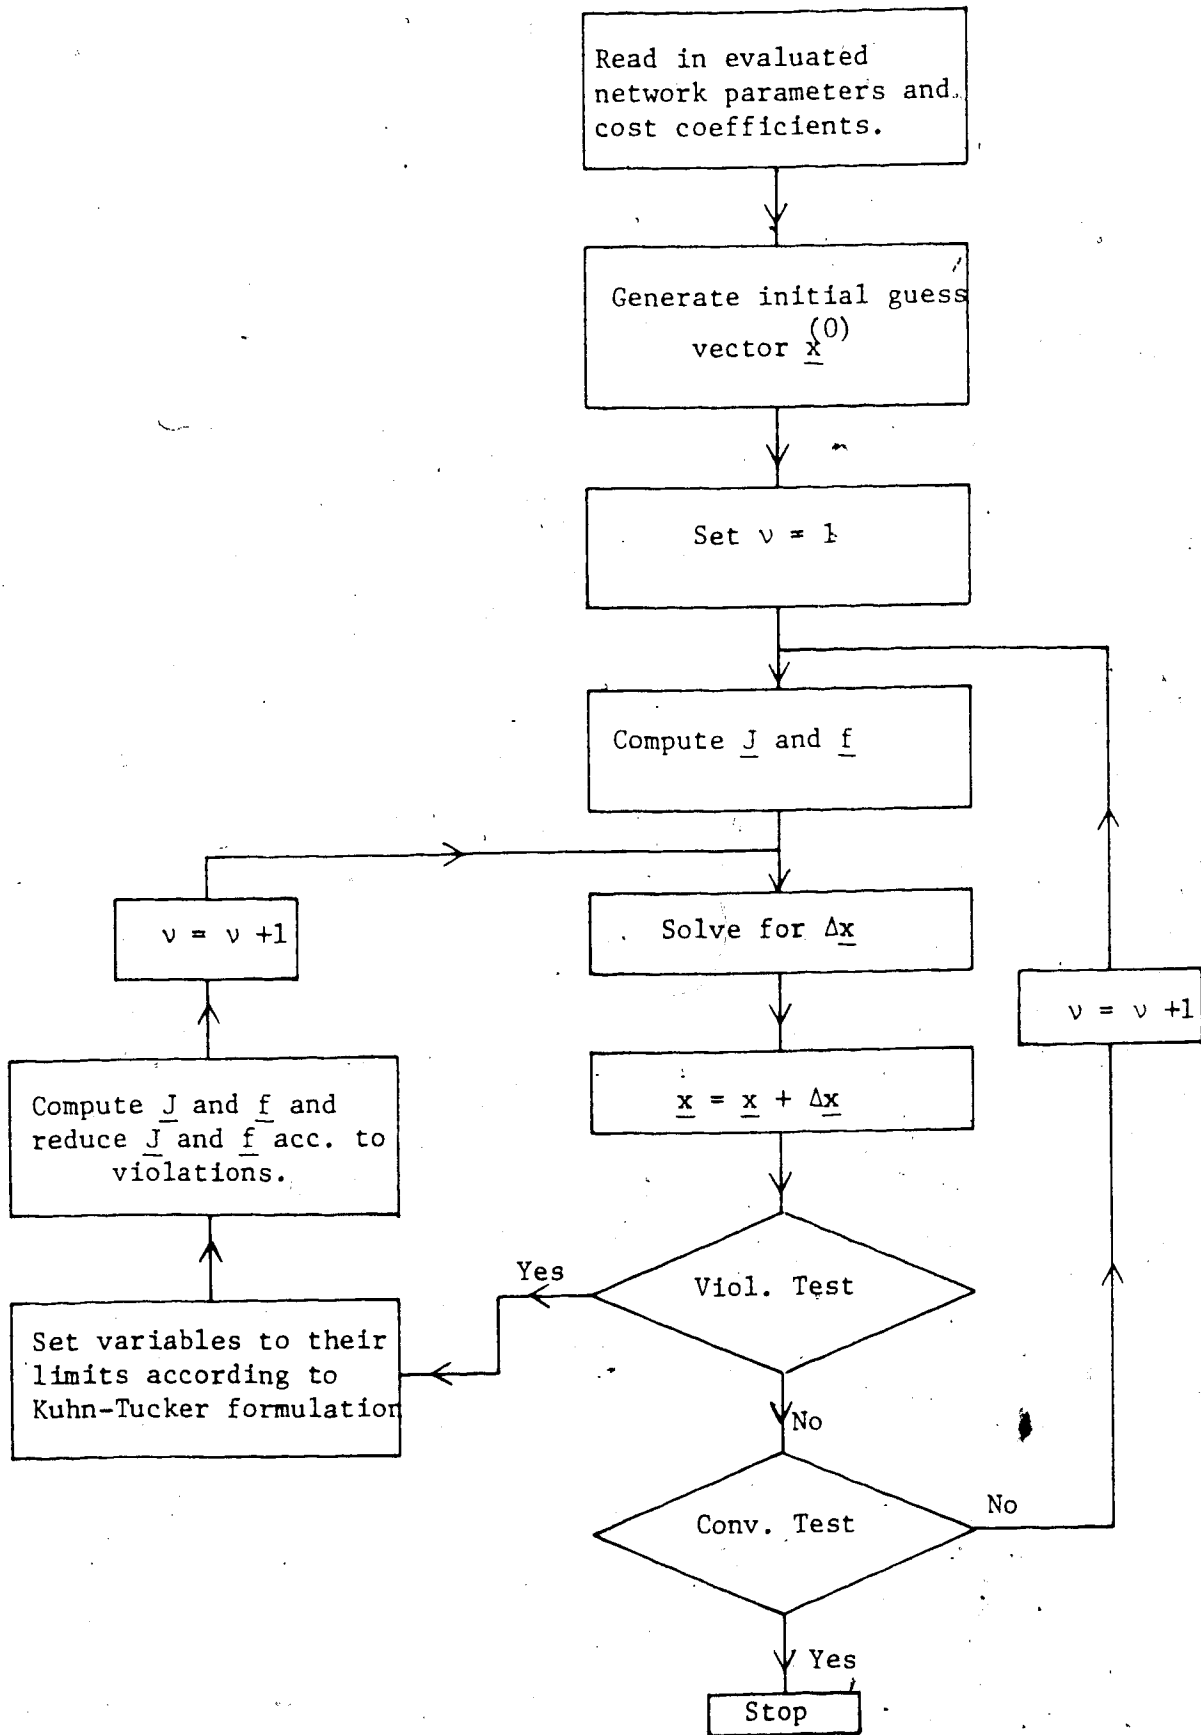 Read in evaluated
network parameters and
cost coefficients.
Generate initial guess
vector x(0)
Set ν = 1
Compute J and f
ν = ν +1
Solve for Δx
ν = ν +1
x = x + Δx
Compute J and f and
reduce J and f acc. to
violations.
Yes
Viol. Test
Set variables to their
limits according to
Kuhn-Tucker formulation
No
Conv. Test
No
Yes
Stop